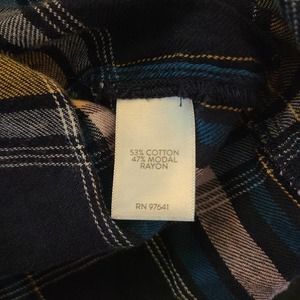 53% COTTON
47% MODAL
RAYON
RN 97641